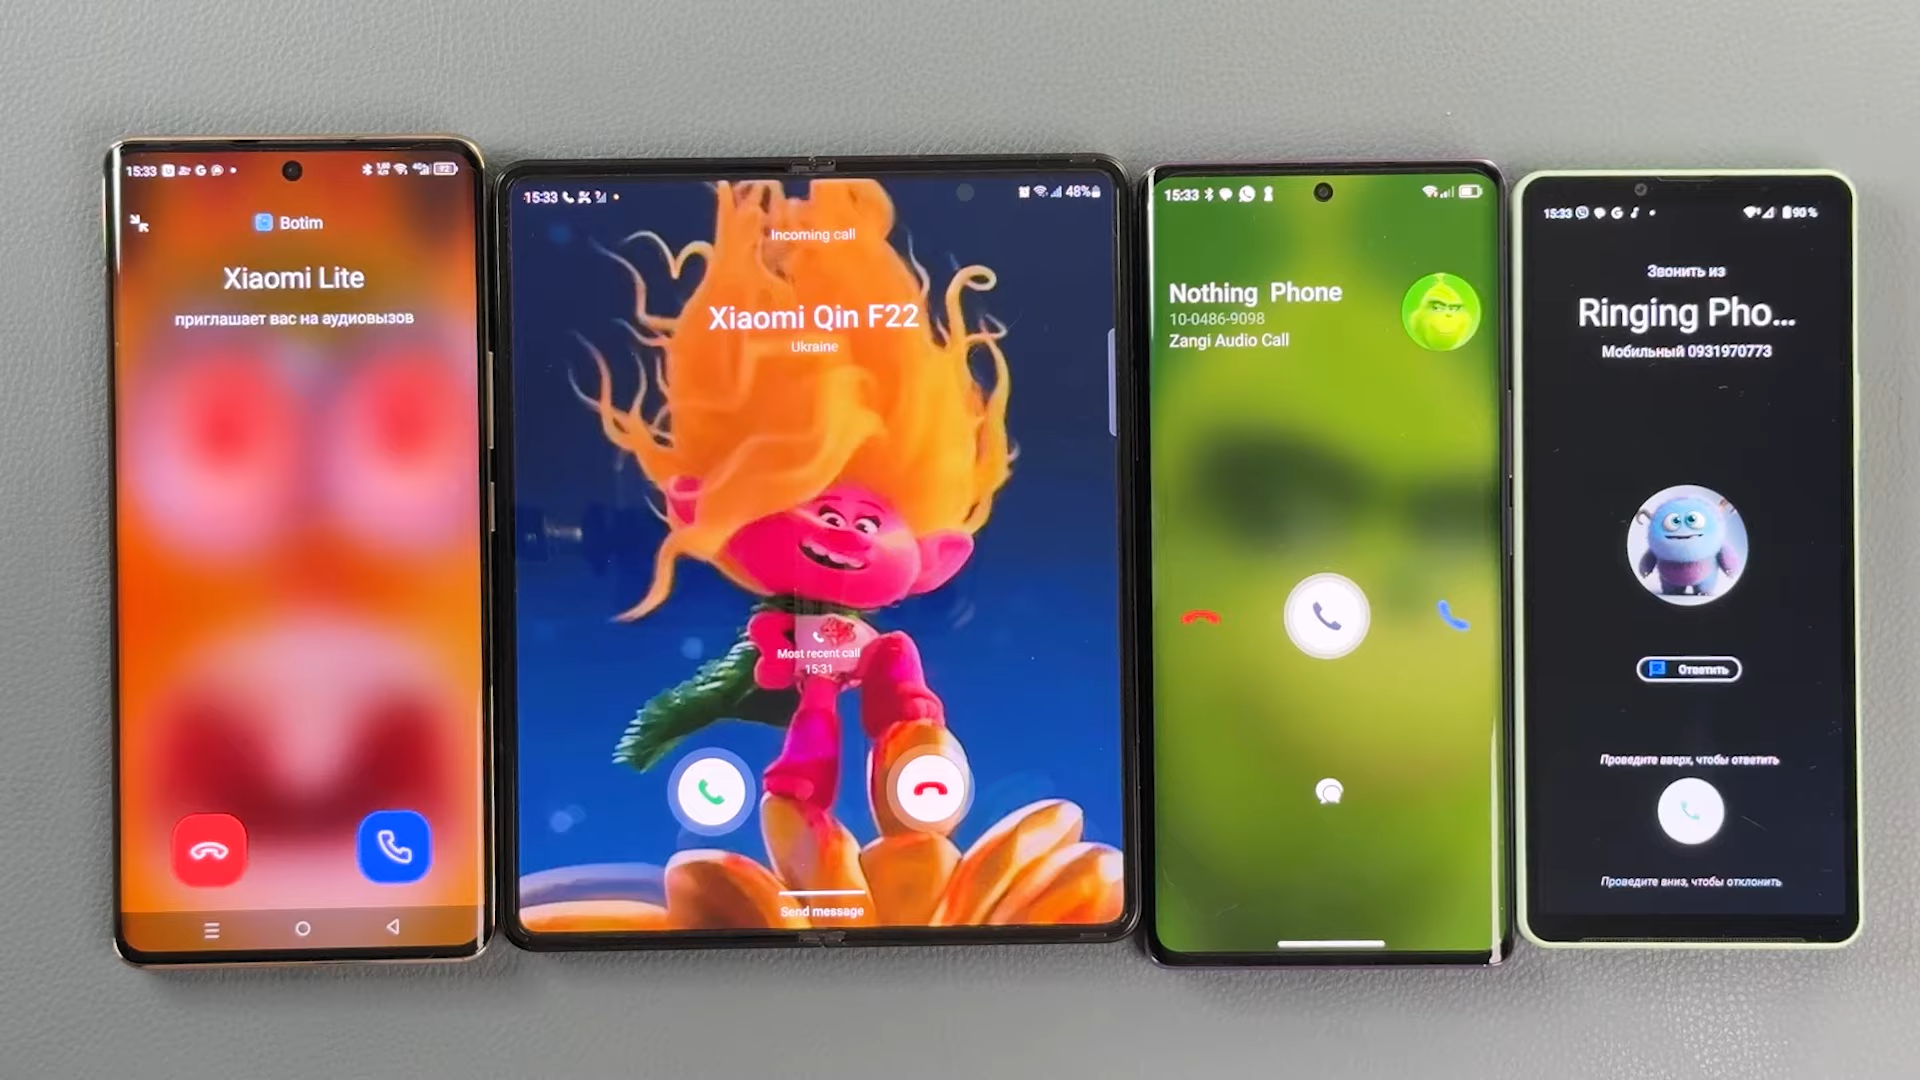 15:33
Botim
Xiaomi Lite
приглашает вас на аудиовызов
15:33
48%
Incoming call
Xiaomi Qin F22
Ukraine
Most recent call
15:31
Send message
15:33
Nothing Phone
10-0486-9098
Zangi Audio Call
15:33
90%
Звонить из
Ringing Pho...
Мобильный 0931970773
Ответить
Проведите вверх, чтобы ответить
Проведите вниз, чтобы отклонить